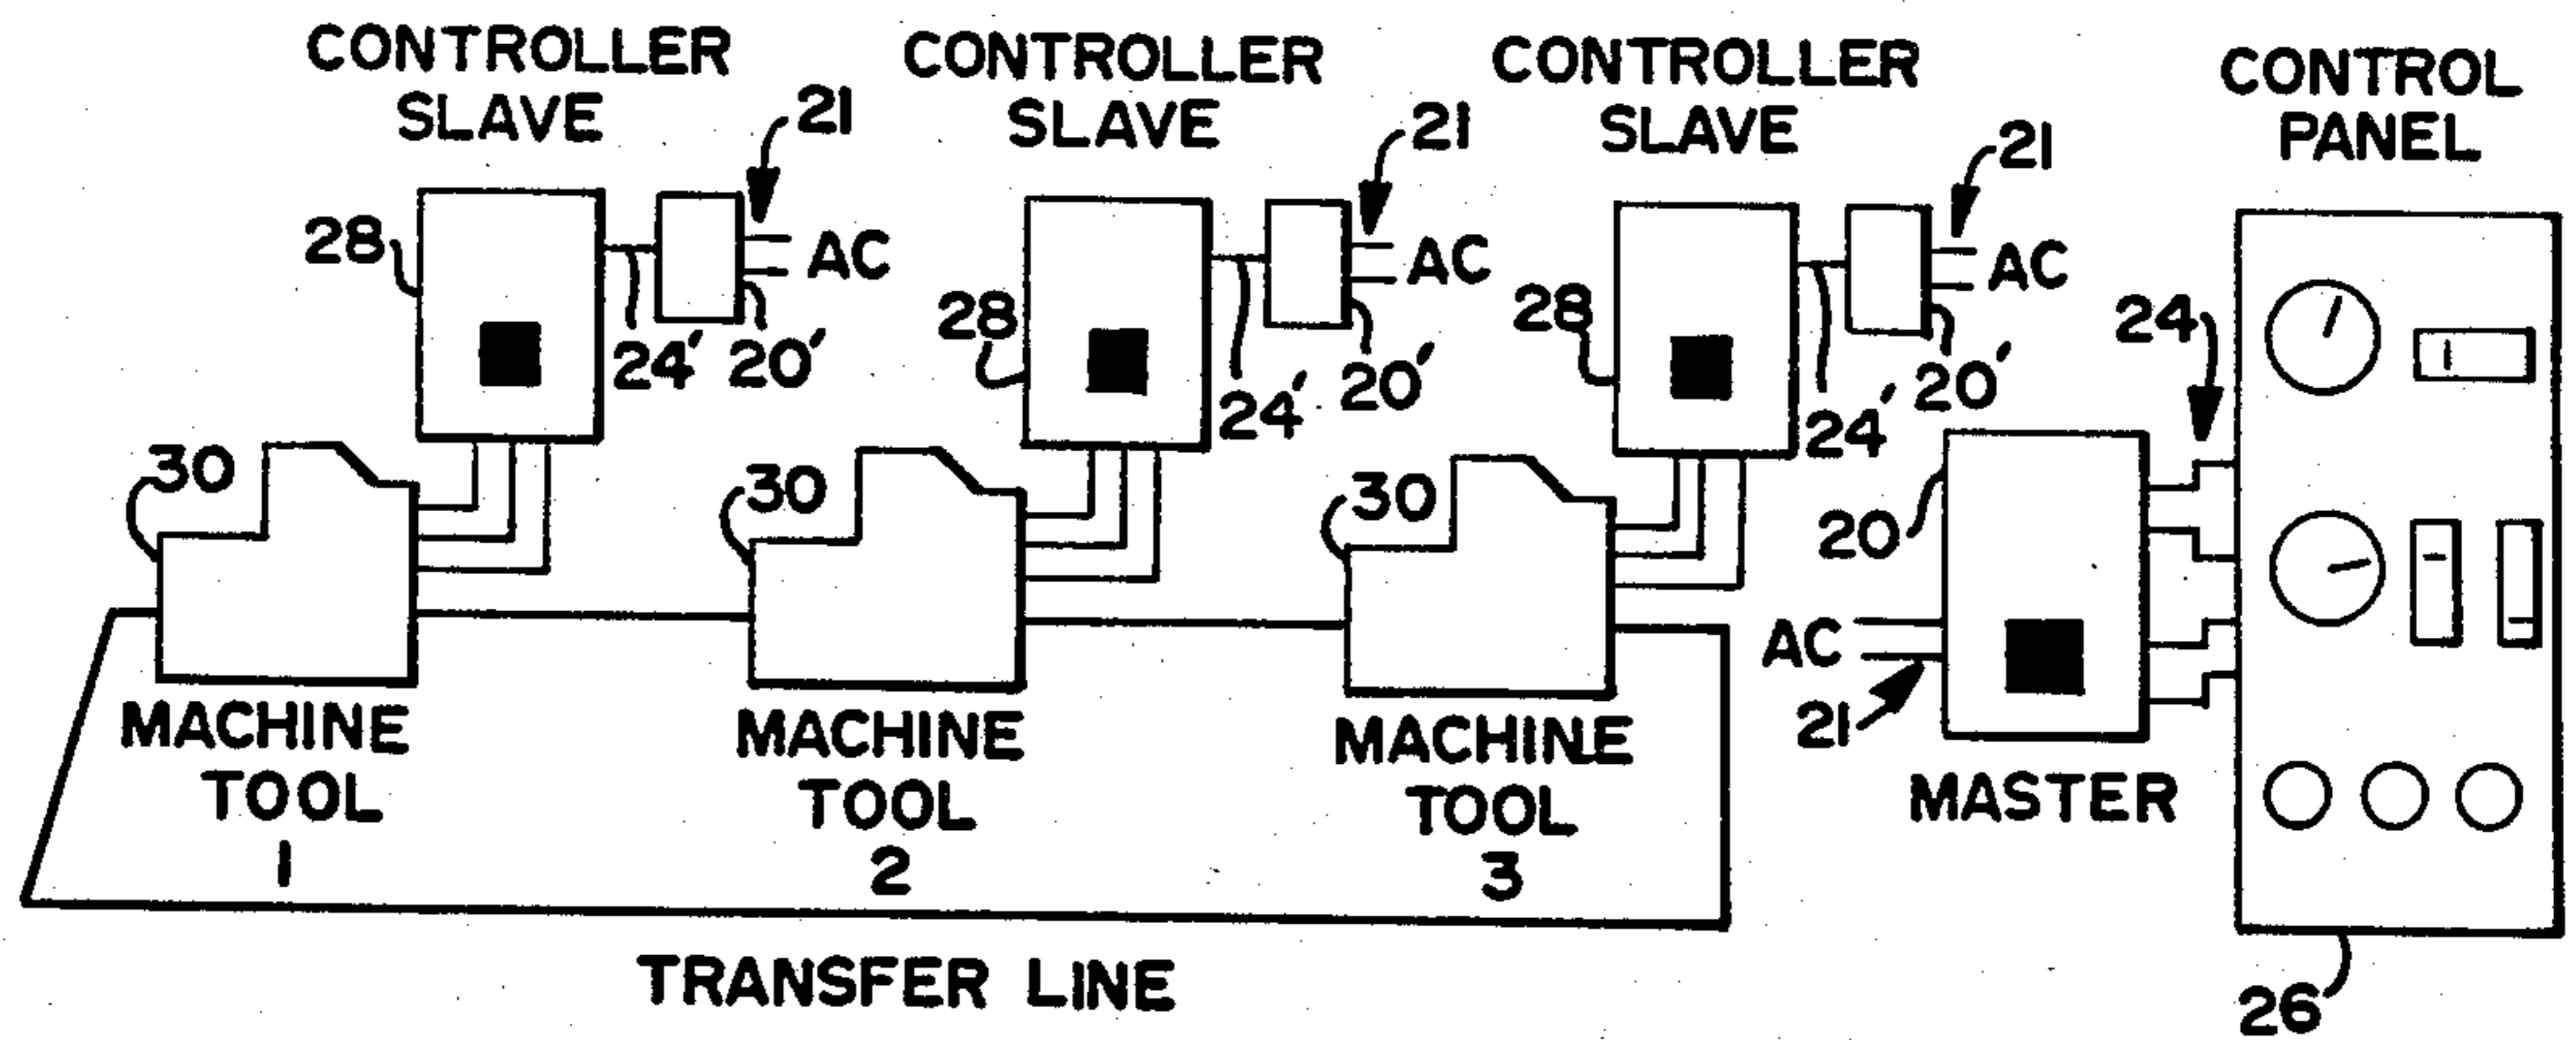 CONTROLLER
SLAVE
21
AC
28
24'
20'
CONTROLLER
SLAVE
21
AC
28
24'
20'
CONTROLLER
SLAVE
21
AC
28
24'
20'
CONTROL
PANEL
24
30
MACHINE
TOOL
1
30
MACHINE
TOOL
2
30
MACHINE
TOOL
3
20
AC
21
MASTER
26
TRANSFER LINE